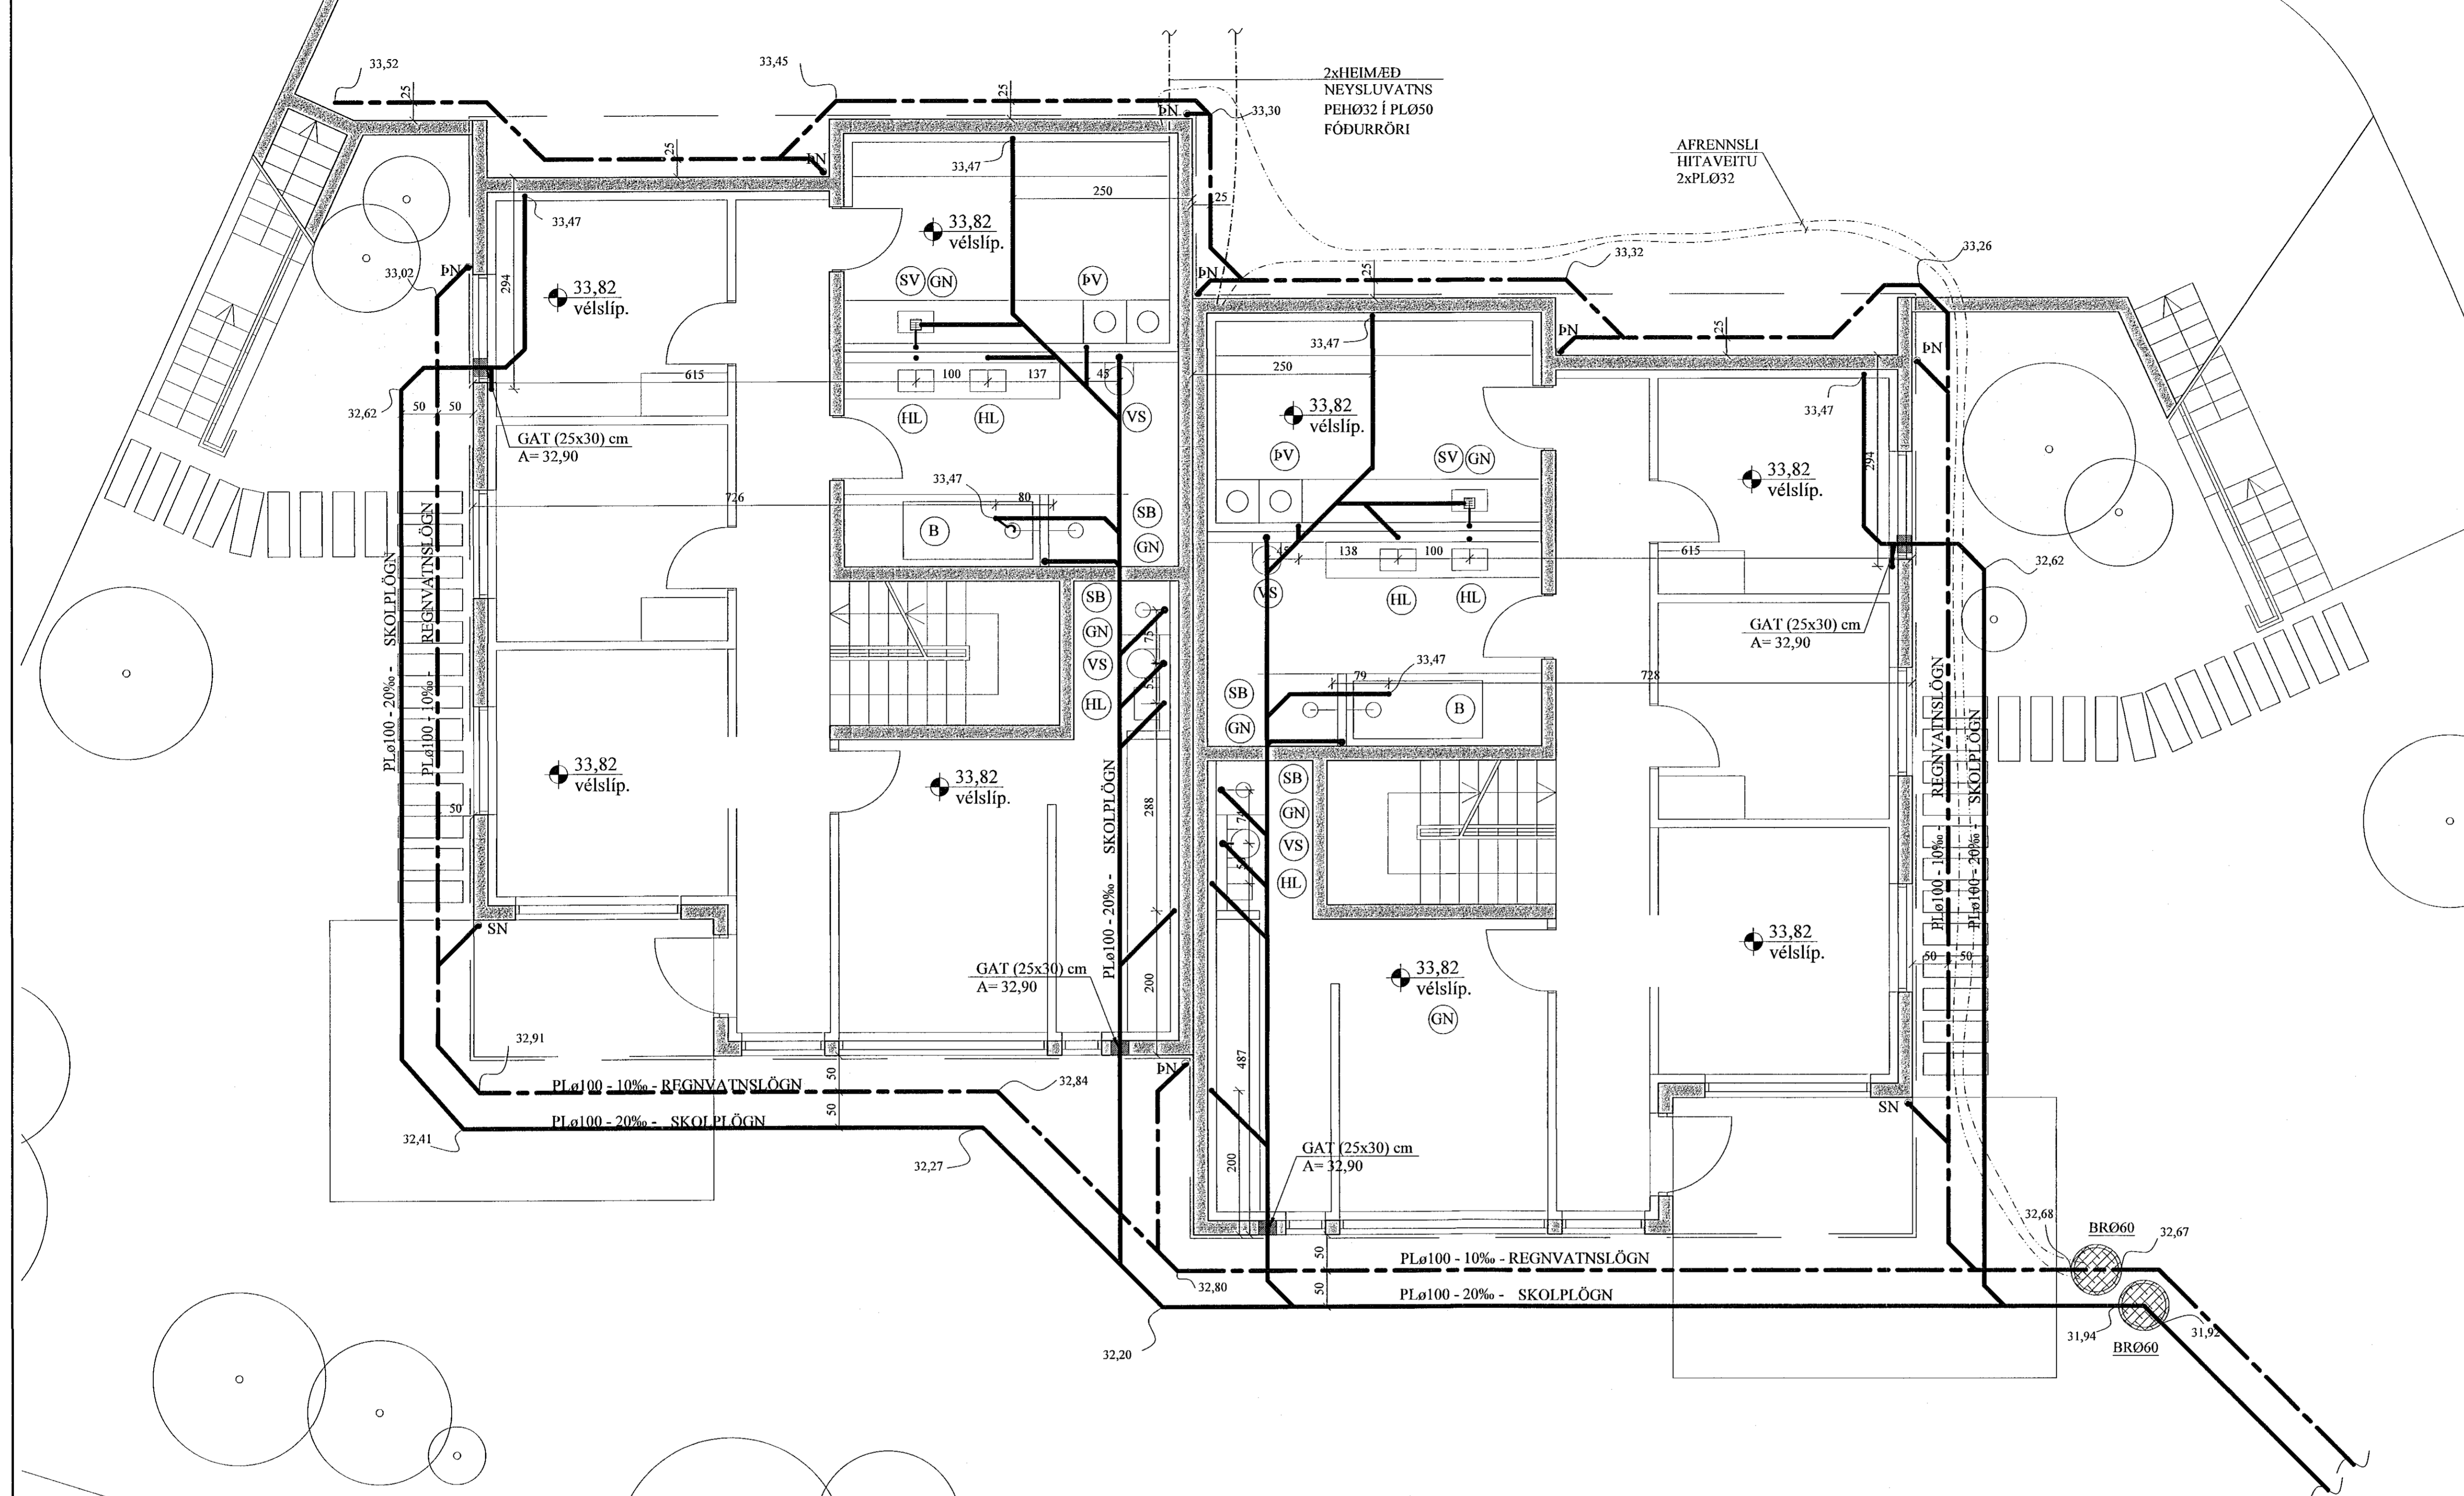 33,52
33,45
25
25
ÞN
33,30
2xHEIMÆÐ
NEYSLUVATNS
PEHØ32 Í PLØ50
FÓÐURRÖRI
AFRENNSLI
HITAVEITU
2xPLØ32
25
ÞN
33,47
250
25
33,47
33,82
vélslíp.
33,02
ÞN
294
33,82
vélslíp.
SV
GN
ÞV
ÞN
25
33,32
33,26
ÞN
25
ÞN
33,47
250
33,47
32,62
50
50
615
100
137
45
HL
HL
VS
33,82
vélslíp.
GAT (25x30) cm
A= 32,90
ÞV
SV
GN
294
33,82
vélslíp.
726
33,47
80
B
SB
GN
45
138
100
615
VS
HL
HL
32,62
PLø100 - 20‰ - SKOLPLÖGN
PLø100 - 10‰ - REGNVATNSLÖGN
SB
GN
VS
HL
75
GAT (25x30) cm
A= 32,90
79
33,47
728
SB
GN
B
33,82
vélslíp.
33,82
vélslíp.
50
PLø100 - 20‰ - SKOLPLÖGN
288
SB
GN
VS
HL
74
PLø100 - 10‰ - REGNVATNSLÖGN
PLø100 - 20‰ - SKOLPLÖGN
SN
GAT (25x30) cm
A= 32,90
200
33,82
vélslíp.
GN
33,82
vélslíp.
50
50
32,91
PLø100 - 10‰ - REGNVATNSLÖGN
50
32,84
ÞN
487
SN
PLø100 - 20‰ - SKOLPLÖGN
50
32,41
32,27
200
GAT (25x30) cm
A= 32,90
32,68
BRØ60
32,67
PLø100 - 10‰ - REGNVATNSLÖGN
50
32,80
PLø100 - 20‰ - SKOLPLÖGN
50
32,20
31,94
31,92
BRØ60